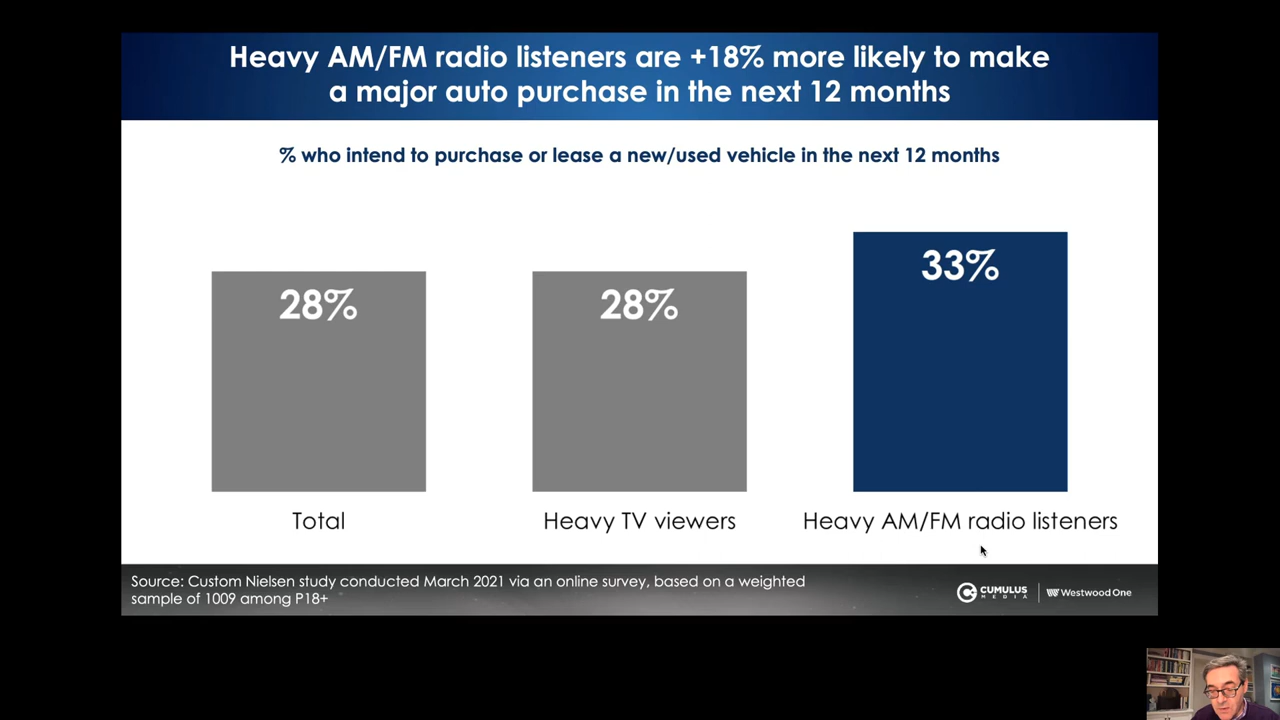 Heavy AM/FM radio listeners are +18% more likely to make
a major auto purchase in the next 12 months
% who intend to purchase or lease a new/used vehicle in the next 12 months
28%
28%
33%
Total
Heavy TV viewers
Heavy AM/FM radio listeners
Source: Custom Nielsen study conducted March 2021 via an online survey, based on a weighted
sample of 1009 among P18+
CUMULUS
MEDIA
Westwood One